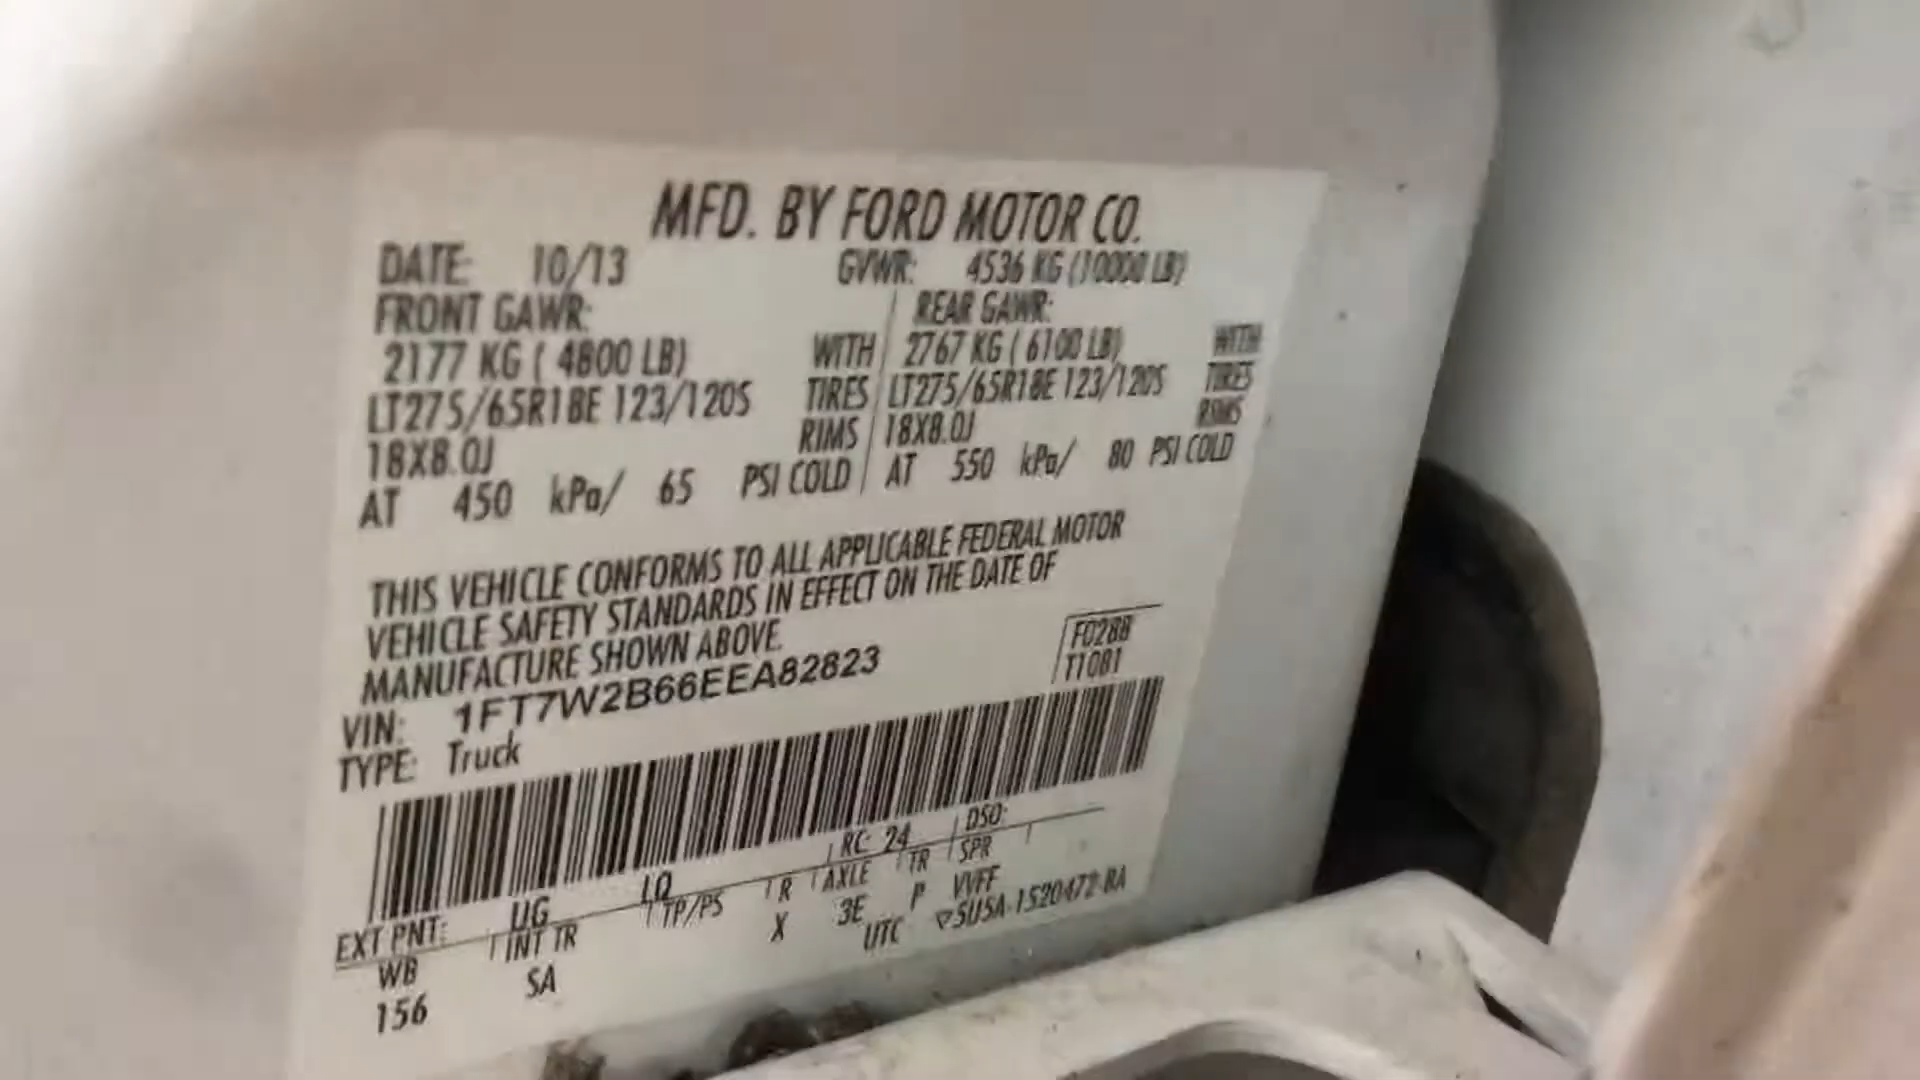 MFD. BY FORD MOTOR CO.
DATE: 10/13 GVWR: 4536 KG (10000 LB)
FRONT GAWR: REAR GAWR:
2177 KG ( 4800 LB) WITH 2767 KG ( 6100 LB) WITH
LT275/65R18E 123/120S TIRES LT275/65R18E 123/120S TIRES
18X8.0J RIMS 18X8.0J RIMS
AT 450 kPa/ 65 PSI COLD AT 550 kPa/ 80 PSI COLD
THIS VEHICLE CONFORMS TO ALL APPLICABLE FEDERAL MOTOR
VEHICLE SAFETY STANDARDS IN EFFECT ON THE DATE OF
MANUFACTURE SHOWN ABOVE.
F0288
VIN: 1FT7W2B66EEA82823 T1081
TYPE: Truck
RC: 24 DSO:
EXT PNT: UG LQ
WB INT TR TP/PS R AXLE TR SPR
156 SA X 3E P VVFF
UTC ▽5U5A-1520472-BA